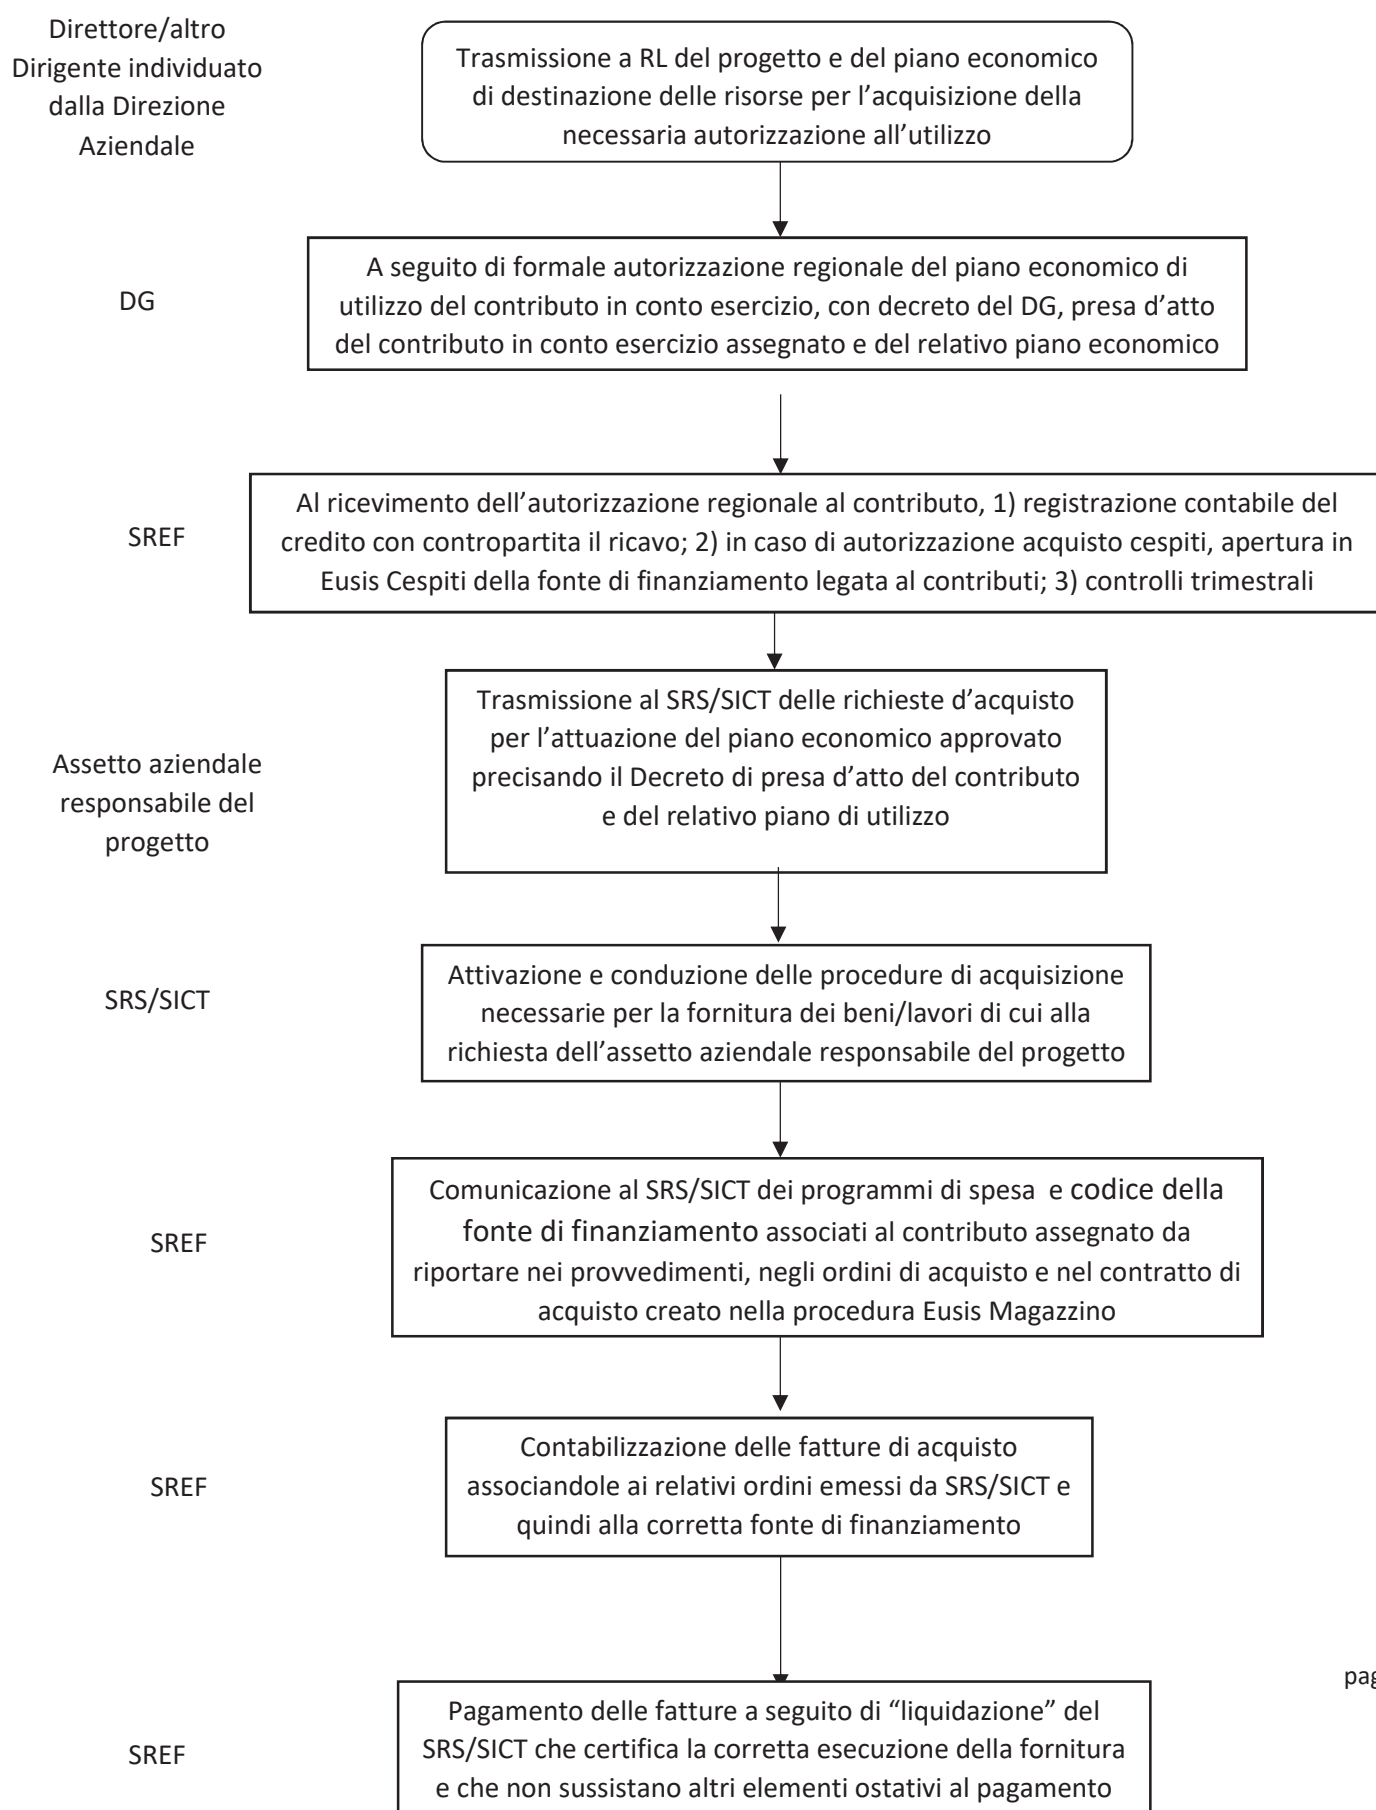 Direttore/altro
Dirigente individuato
dalla Direzione
Aziendale
Trasmissione a RL del progetto e del piano economico
di destinazione delle risorse per l’acquisizione della
necessaria autorizzazione all’utilizzo
DG
A seguito di formale autorizzazione regionale del piano economico di
utilizzo del contributo in conto esercizio, con decreto del DG, presa d’atto
del contributo in conto esercizio assegnato e del relativo piano economico
SREF
Al ricevimento dell’autorizzazione regionale al contributo, 1) registrazione contabile del
credito con contropartita il ricavo; 2) in caso di autorizzazione acquisto cespiti, apertura in
Eusis Cespiti della fonte di finanziamento legata al contributi; 3) controlli trimestrali
Assetto aziendale
responsabile del
progetto
Trasmissione al SRS/SICT delle richieste d’acquisto
per l’attuazione del piano economico approvato
precisando il Decreto di presa d’atto del contributo
e del relativo piano di utilizzo
SRS/SICT
Attivazione e conduzione delle procedure di acquisizione
necessarie per la fornitura dei beni/lavori di cui alla
richiesta dell’assetto aziendale responsabile del progetto
SREF
Comunicazione al SRS/SICT dei programmi di spesa e codice della
fonte di finanziamento associati al contributo assegnato da
riportare nei provvedimenti, negli ordini di acquisto e nel contratto di
acquisto creato nella procedura Eusis Magazzino
SREF
Contabilizzazione delle fatture di acquisto
associandole ai relativi ordini emessi da SRS/SICT e
quindi alla corretta fonte di finanziamento
pag
SREF
Pagamento delle fatture a seguito di “liquidazione” del
SRS/SICT che certifica la corretta esecuzione della fornitura
e che non sussistano altri elementi ostativi al pagamento